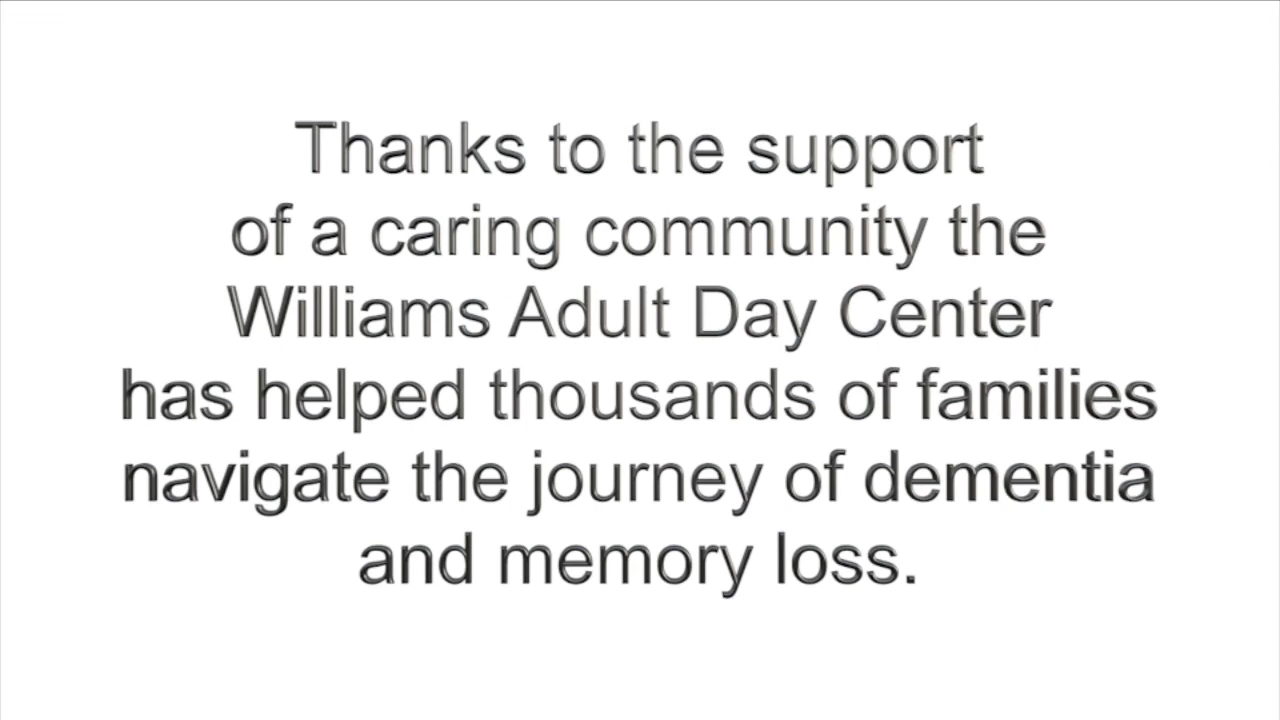 Thanks to the support
of a caring community the
Williams Adult Day Center
has helped thousands of families
navigate the journey of dementia
and memory loss.